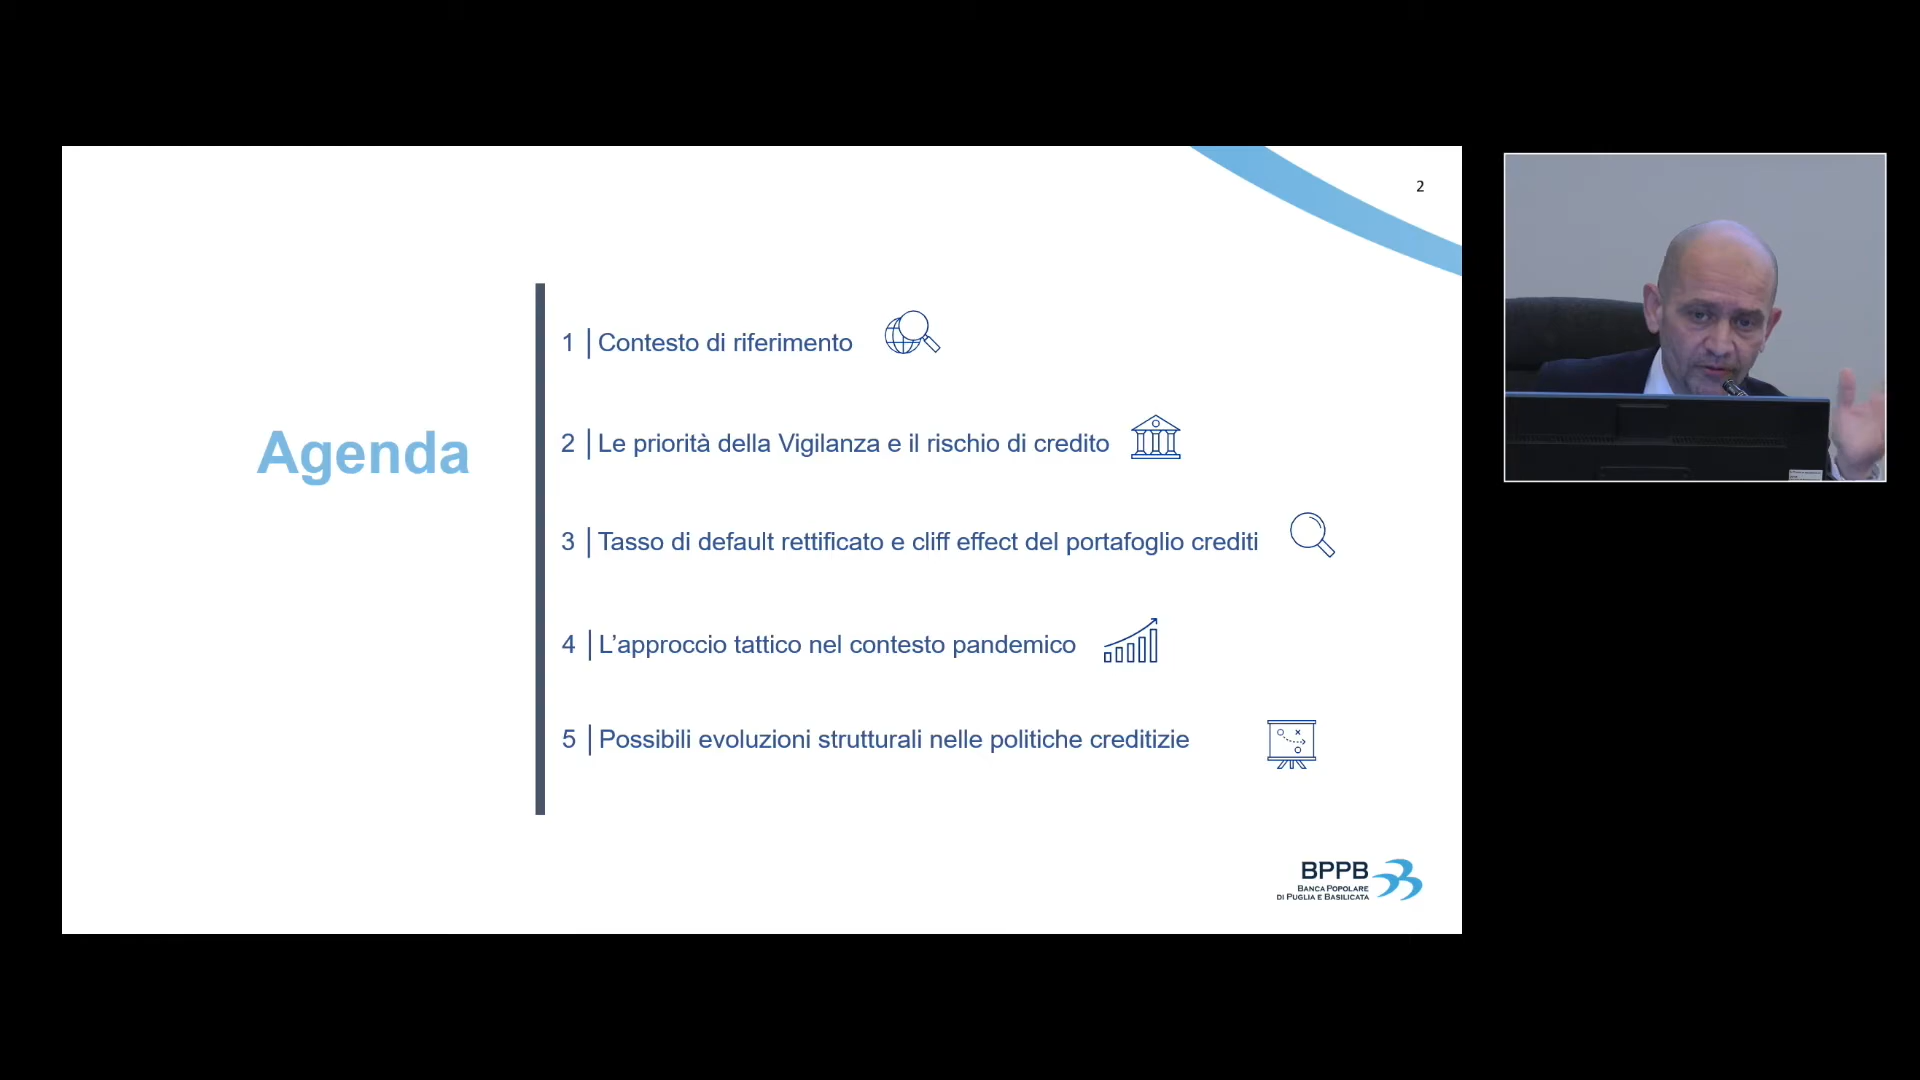 2
Agenda
1 | Contesto di riferimento
2 | Le priorità della Vigilanza e il rischio di credito
3 | Tasso di default rettificato e cliff effect del portafoglio crediti
4 | L’approccio tattico nel contesto pandemico
5 | Possibili evoluzioni strutturali nelle politiche creditizie
BPPB
BANCA POPOLARE
DI PUGLIA E BASILICATA